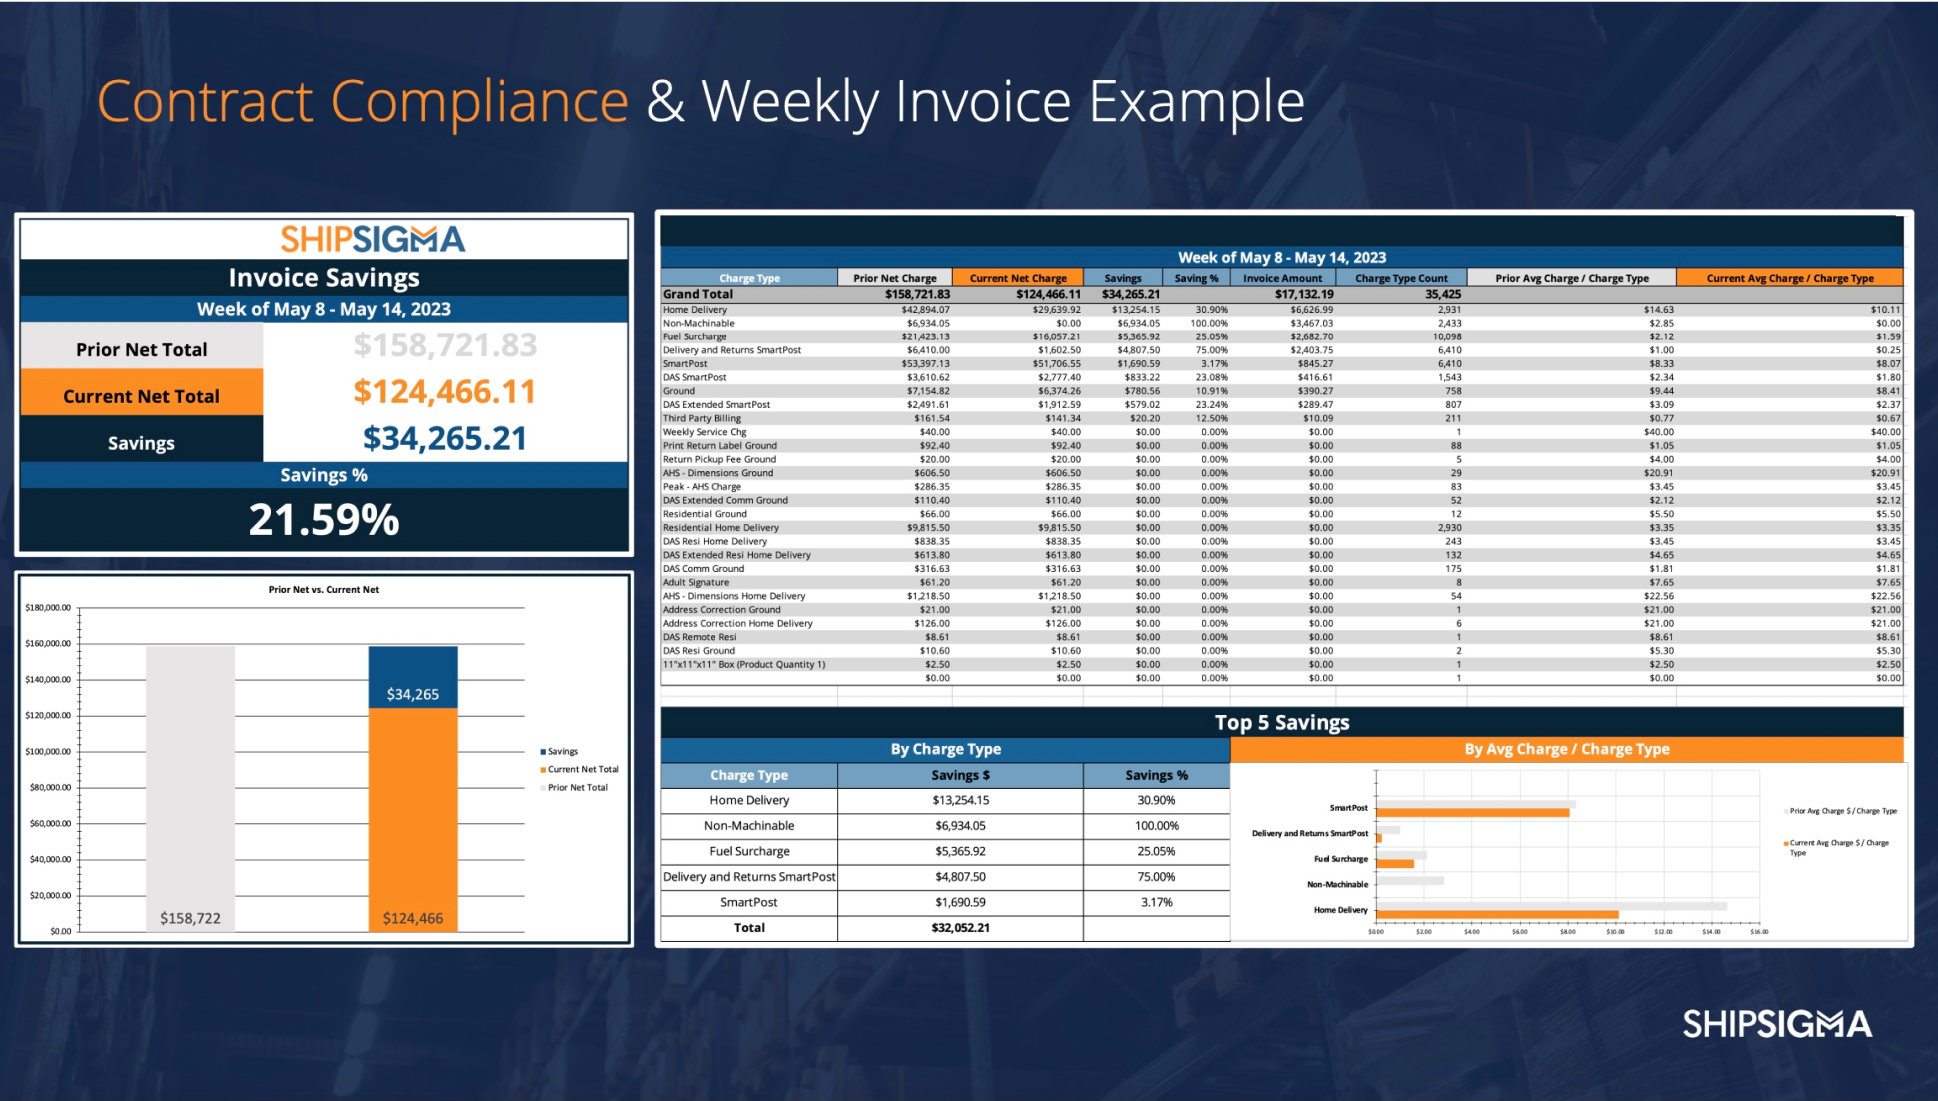 Contract Compliance & Weekly Invoice Example
SHIPSIGMA
Invoice Savings
Week of May 8 - May 14, 2023
Prior Net Total $158,721.83
Current Net Total $124,466.11
Savings $34,265.21
Savings %
21.59%
Prior Net vs. Current Net
$180,000.00
$160,000.00
$140,000.00
$120,000.00
$100,000.00
$80,000.00
$60,000.00
$40,000.00
$20,000.00
$0.00
$34,265
$158,722
$124,466
Savings
Current Net Total
Prior Net Total
Week of May 8 - May 14, 2023
Charge Type Prior Net Charge Current Net Charge Savings Saving % Invoice Amount Charge Type Count Prior Avg Charge / Charge Type Current Avg Charge / Charge Type
Grand Total $158,721.83 $124,466.11 $34,265.21 $17,132.19 35,425
Home Delivery $42,894.07 $29,639.92 $13,254.15 30.90% $6,626.99 2,931 $14.63 $10.11
Non-Machinable $6,934.05 $0.00 $6,934.05 100.00% $3,467.03 2,433 $2.85 $0.00
Fuel Surcharge $21,423.13 $16,057.21 $5,365.92 25.05% $2,682.70 10,098 $2.12 $1.59
Delivery and Returns SmartPost $6,410.00 $1,602.50 $4,807.50 75.00% $2,403.75 6,410 $1.00 $0.25
SmartPost $53,397.13 $51,706.55 $1,690.59 3.17% $845.27 6,410 $8.33 $8.07
DAS SmartPost $3,610.62 $2,777.40 $833.22 23.08% $416.61 1,543 $2.34 $1.80
Ground $7,154.82 $6,374.26 $780.56 10.91% $390.27 758 $9.44 $8.41
DAS Extended SmartPost $2,491.61 $1,912.59 $579.02 23.24% $289.47 807 $3.09 $2.37
Third Party Billing $161.54 $141.34 $20.20 12.50% $10.09 211 $0.77 $0.67
Weekly Service Chg $40.00 $40.00 $0.00 0.00% $0.00 1 $40.00 $40.00
Print Return Label Ground $92.40 $92.40 $0.00 0.00% $0.00 88 $1.05 $1.05
Return Pickup Fee Ground $20.00 $20.00 $0.00 0.00% $0.00 5 $4.00 $4.00
AHS - Dimensions Ground $606.50 $606.50 $0.00 0.00% $0.00 29 $20.91 $20.91
Peak - AHS Charge $286.35 $286.35 $0.00 0.00% $0.00 83 $3.45 $3.45
DAS Extended Comm Ground $110.40 $110.40 $0.00 0.00% $0.00 52 $2.12 $2.12
Residential Ground $66.00 $66.00 $0.00 0.00% $0.00 12 $5.50 $5.50
Residential Home Delivery $9,815.50 $9,815.50 $0.00 0.00% $0.00 2,930 $3.35 $3.35
DAS Resi Home Delivery $838.35 $838.35 $0.00 0.00% $0.00 243 $3.45 $3.45
DAS Extended Resi Home Delivery $613.80 $613.80 $0.00 0.00% $0.00 132 $4.65 $4.65
DAS Comm Ground $316.63 $316.63 $0.00 0.00% $0.00 175 $1.81 $1.81
Adult Signature $61.20 $61.20 $0.00 0.00% $0.00 8 $7.65 $7.65
AHS - Dimensions Home Delivery $1,218.50 $1,218.50 $0.00 0.00% $0.00 54 $22.56 $22.56
Address Correction Ground $21.00 $21.00 $0.00 0.00% $0.00 1 $21.00 $21.00
Address Correction Home Delivery $126.00 $126.00 $0.00 0.00% $0.00 6 $21.00 $21.00
DAS Remote Resi $8.61 $8.61 $0.00 0.00% $0.00 1 $8.61 $8.61
DAS Resi Ground $10.60 $10.60 $0.00 0.00% $0.00 2 $5.30 $5.30
11"x11"x11" Box (Product Quantity 1) $2.50 $2.50 $0.00 0.00% $0.00 1 $2.50 $2.50
$0.00 $0.00 $0.00 0.00% $0.00 1 $0.00 $0.00
Top 5 Savings
By Charge Type
Charge Type Savings $ Savings %
Home Delivery $13,254.15 30.90%
Non-Machinable $6,934.05 100.00%
Fuel Surcharge $5,365.92 25.05%
Delivery and Returns SmartPost $4,807.50 75.00%
SmartPost $1,690.59 3.17%
Total $32,052.21
By Avg Charge / Charge Type
SmartPost
Delivery and Returns SmartPost
Fuel Surcharge
Non-Machinable
Home Delivery
$0.00 $2.00 $4.00 $6.00 $8.00 $10.00 $12.00 $14.00 $16.00
Prior Avg Charge $ / Charge Type
Current Avg Charge $ / Charge
Type
SHIPSIGMA